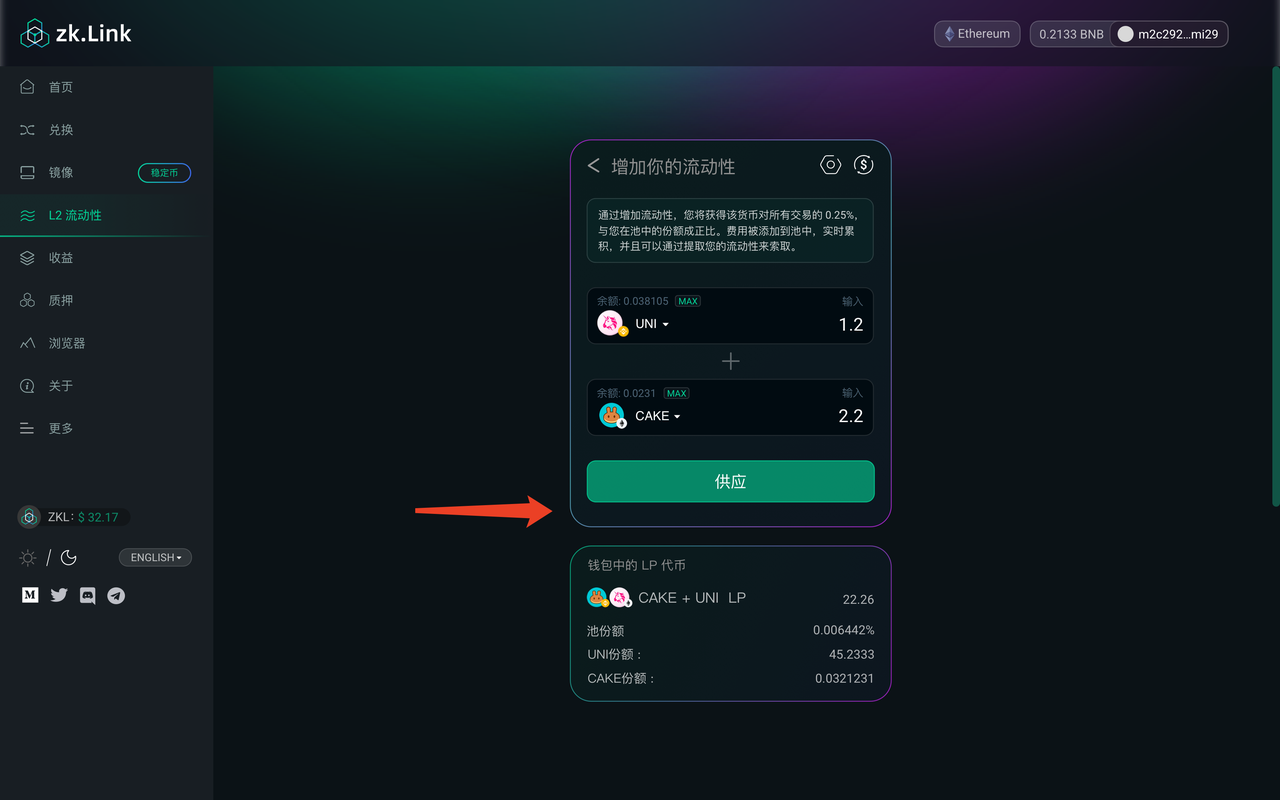 zk.Link
Ethereum
0.2133 BNB
m2c292...mi29
首页
兑换
镜像
稳定币
L2 流动性
收益
质押
浏览器
关于
更多
ZKL: $ 32.17
ENGLISH
M
增加你的流动性
通过增加流动性，您将获得该货币对所有交易的 0.25%，
与您在池中的份额成正比。费用被添加到池中，实时累
积，并且可以通过提取您的流动性来索取。
余额: 0.038105 MAX
输入
UNI
1.2
余额: 0.0231 MAX
输入
CAKE
2.2
供应
钱包中的 LP 代币
CAKE + UNI LP
22.26
池份额
0.006442%
UNI份额：
45.2333
CAKE份额：
0.0321231